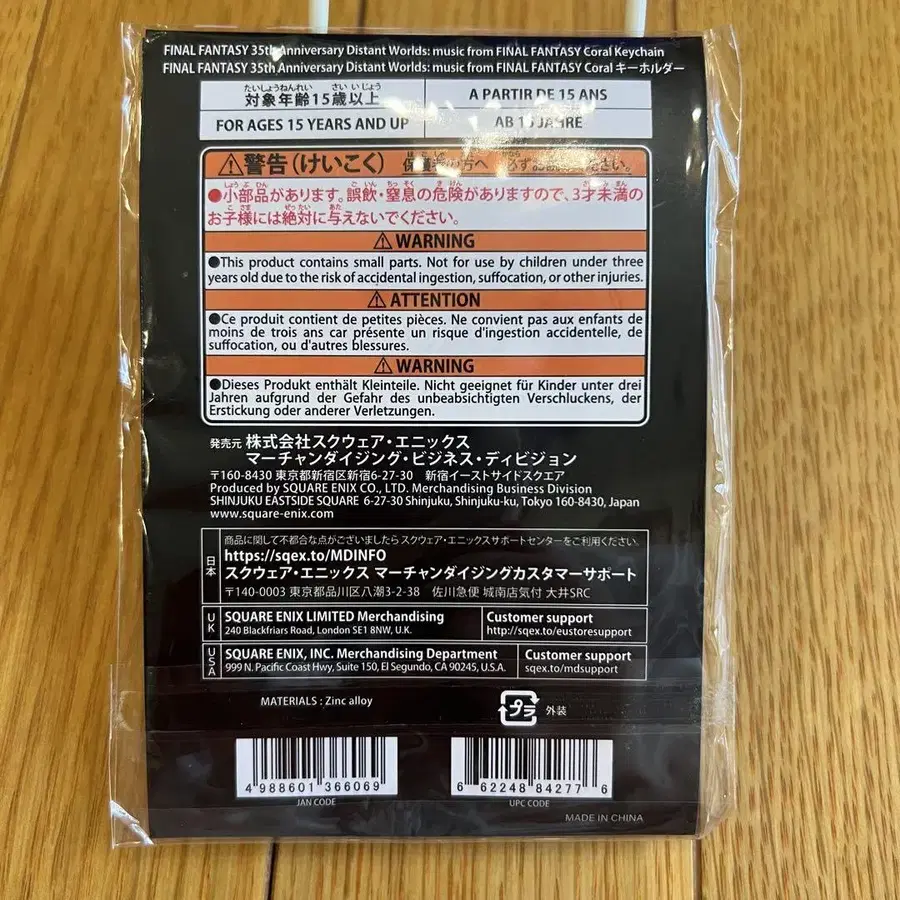 FINAL FANTASY 35th Anniversary Distant Worlds: music from FINAL FANTASY Coral Keychain
FINAL FANTASY 35th Anniversary Distant Worlds: music from FINAL FANTASY Coral キーホルダー
たいしょうねんれい さい いじょう
対象年齢15歳以上
A PARTIR DE 15 ANS
FOR AGES 15 YEARS AND UP
AB 15 JAHRE
⚠警告(けいこく)
●小部品があります。誤飲・窒息の危険がありますので、3才未満の
お子様には絶対に与えないでください。
⚠WARNING
●This product contains small parts. Not for use by children under three
years old due to the risk of accidental ingestion, suffocation, or other injuries.
⚠ATTENTION
●Ce produit contient de petites pièces. Ne convient pas aux enfants de
moins de trois ans car présente un risque d'ingestion accidentelle, de
suffocation, ou d'autres blessures.
⚠WARNING
●Dieses Produkt enthält Kleinteile. Nicht geeignet für Kinder unter drei
Jahren aufgrund der Gefahr des unbeabsichtigten Verschluckens, der
Erstickung oder anderer Verletzungen.
発売元 株式会社スクウェア・エニックス
マーチャンダイジング・ビジネス・ディビジョン
〒160-8430 東京都新宿区新宿6-27-30 新宿イーストサイドスクエア
Produced by SQUARE ENIX CO., LTD. Merchandising Business Division
SHINJUKU EASTSIDE SQUARE 6-27-30 Shinjuku, Shinjuku-ku, Tokyo 160-8430, Japan
www.square-enix.com
日本
商品に関して不都合な点がございましたらスクウェア・エニックスサポートセンターをご利用ください。
https://sqex.to/MDINFO
スクウェア・エニックス マーチャンダイジングカスタマーサポート
〒140-0003 東京都品川区八潮3-2-38 佐川急便 城南店気付 大井SRC
UK
SQUARE ENIX LIMITED Merchandising
240 Blackfriars Road, London SE1 8NW, U.K.
Customer support
http://sqex.to/eustoresupport
USA
SQUARE ENIX, INC. Merchandising Department
999 N. Pacific Coast Hwy, Suite 150, El Segundo, CA 90245, U.S.A.
Customer support
sqex.to/mdsupport
MATERIALS : Zinc alloy
プラ 外装
4 988601 366069
JAN CODE
6 62248 84277 6
UPC CODE
MADE IN CHINA